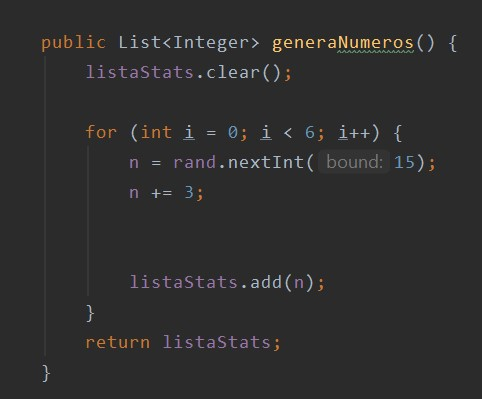 public List<Integer> generaNumeros() {
listaStats.clear();
for (int i = 0; i < 6; i++) {
n = rand.nextInt( bound: 15);
n += 3;
listaStats.add(n);
}
return listaStats;
}